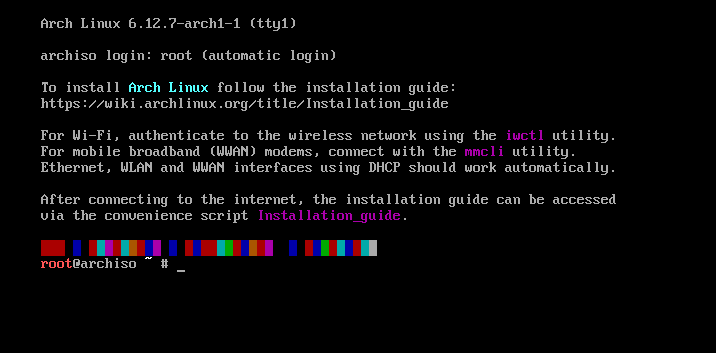 Arch Linux 6.12.7-arch1-1 (tty1)
archiso login: root (automatic login)
To install Arch Linux follow the installation guide:
https://wiki.archlinux.org/title/Installation_guide
For Wi-Fi, authenticate to the wireless network using the iwctl utility.
For mobile broadband (WWAN) modems, connect with the mmcli utility.
Ethernet, WLAN and WWAN interfaces using DHCP should work automatically.
After connecting to the internet, the installation guide can be accessed
via the convenience script Installation_guide.
root@archiso ~ # _